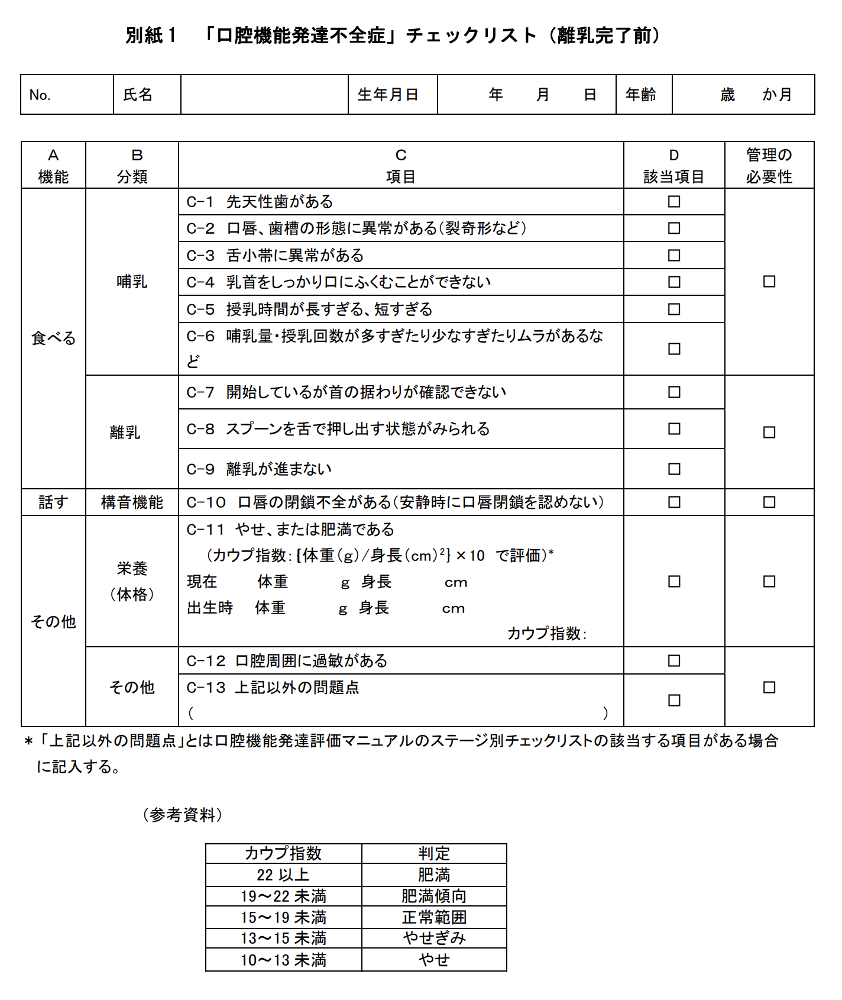 別紙1 「口腔機能発達不全症」チェックリスト（離乳完了前）
No. 氏名 生年月日 年 月 日 年齢 歳 か月
A B C D 管理の
機能 分類 項目 該当項目 必要性
食べる
哺乳
C-1 先天性歯がある □
C-2 口唇、歯槽の形態に異常がある（裂奇形など） □
C-3 舌小帯に異常がある □
C-4 乳首をしっかり口にふくむことができない □ □
C-5 授乳時間が長すぎる、短すぎる □
C-6 哺乳量・授乳回数が多すぎたり少なすぎたりムラがあるな
ど □
離乳
C-7 開始しているが首の据わりが確認できない □
C-8 スプーンを舌で押し出す状態がみられる □ □
C-9 離乳が進まない □
話す 構音機能 C-10 口唇の閉鎖不全がある（安静時に口唇閉鎖を認めない） □ □
その他
栄養
（体格）
C-11 やせ、または肥満である
（カウプ指数：{体重（g）/身長（cm）²}×10 で評価）*
現在 体重 g 身長 cm □ □
出生時 体重 g 身長 cm
カウプ指数：
その他
C-12 口腔周囲に過敏がある □
C-13 上記以外の問題点 □
（ ） □
* 「上記以外の問題点」とは口腔機能発達評価マニュアルのステージ別チェックリストの該当する項目がある場合
に記入する。
（参考資料）
カウプ指数 判定
22 以上 肥満
19～22 未満 肥満傾向
15～19 未満 正常範囲
13～15 未満 やせぎみ
10～13 未満 やせ